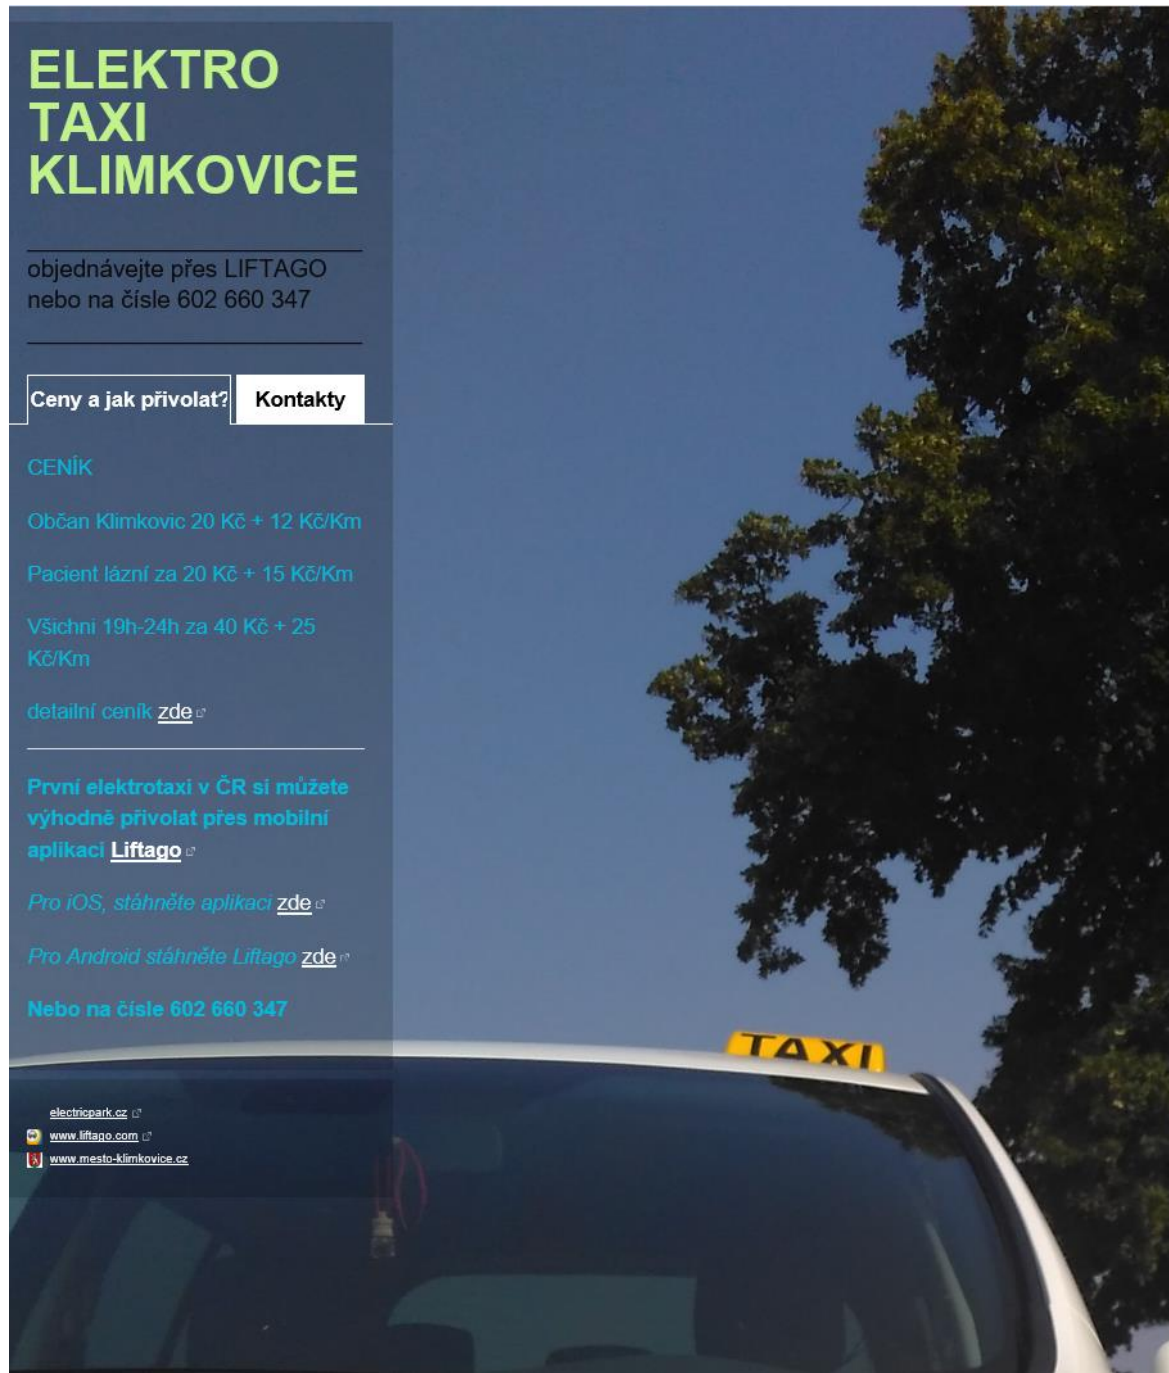 ELEKTRO
TAXI
KLIMKOVICE
objednávejte přes LIFTAGO
nebo na čísle 602 660 347
Ceny a jak přivolat? Kontakty
CENÍK
Občan Klimkovic 20 Kč + 12 Kč/Km
Pacient lázní za 20 Kč + 15 Kč/Km
Všichni 19h-24h za 40 Kč + 25
Kč/Km
detailní ceník zde
První elektrotaxi v ČR si můžete
výhodně přivolat přes mobilní
aplikaci Liftago
Pro iOS, stáhněte aplikaci zde
Pro Android stáhněte Liftago zde
Nebo na čísle 602 660 347
TAXI
electricpark.cz
www.liftago.com
www.mesto-klimkovice.cz